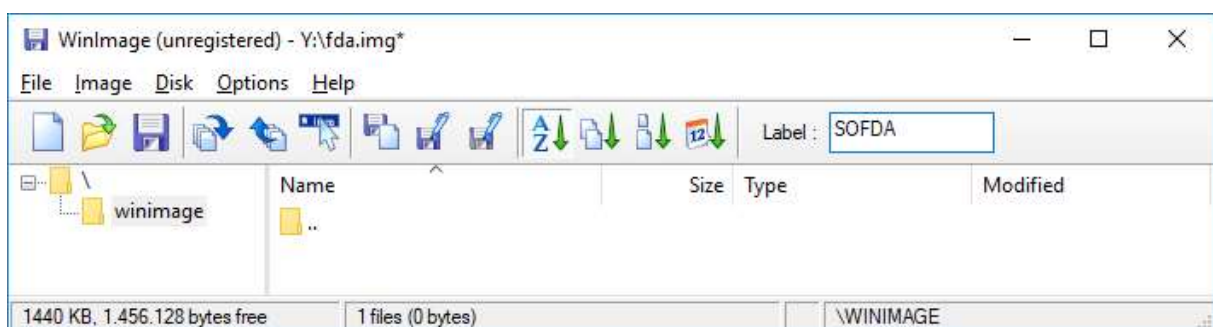 WinImage (unregistered) - Y:\fda.img*
File Image Disk Options Help
A Z 12 Label : SOFDA
\ Name Size Type Modified
winimage ..
1440 KB, 1.456.128 bytes free 1 files (0 bytes) \WINIMAGE